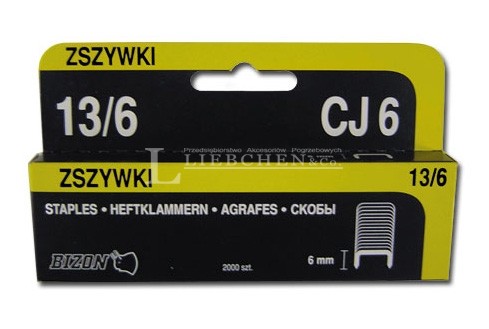 ZSZYWKI
13/6 CJ 6
Przedsiębiorstwo Akcesoriów Pogrzebowych
LIEBCHEN&Co.
ZSZYWKI 13/6
STAPLES • HEFTKLAMMERN • AGRAFES • СКОБЫ
BIZON 2000 szt. 6 mm